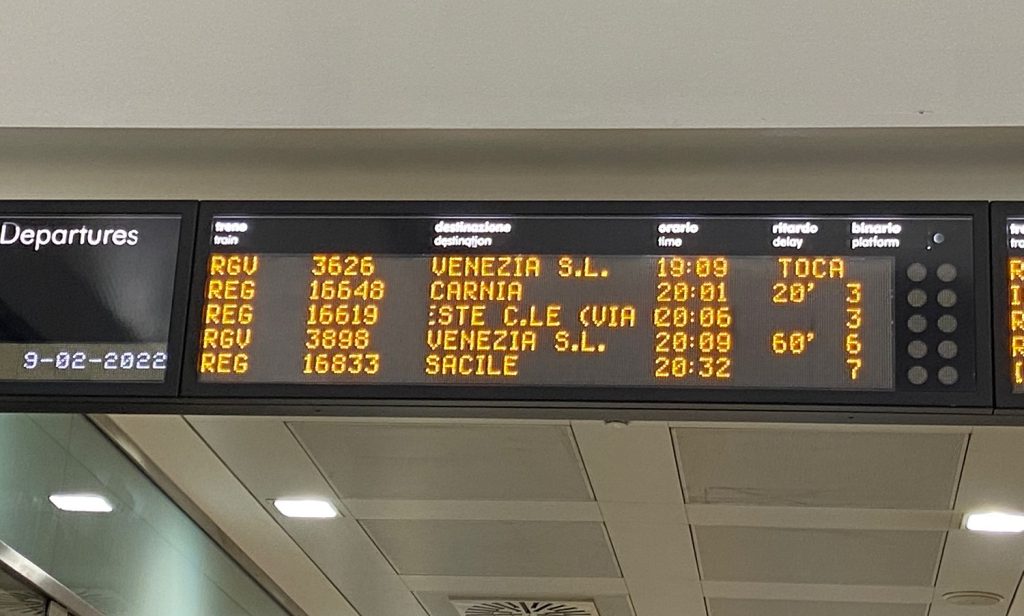 Departures
9-02-2022
treno destinazione orario ritardo binario
train destination time delay platform
RGV 3626 VENEZIA S.L. 19:09 TOCA
REG 16648 CARNIA 20:01 20' 3
REG 16619 STE C.LE (VIA 20:06 3
RGV 3898 VENEZIA S.L. 20:09 60' 6
REG 16833 SACILE 20:32 7